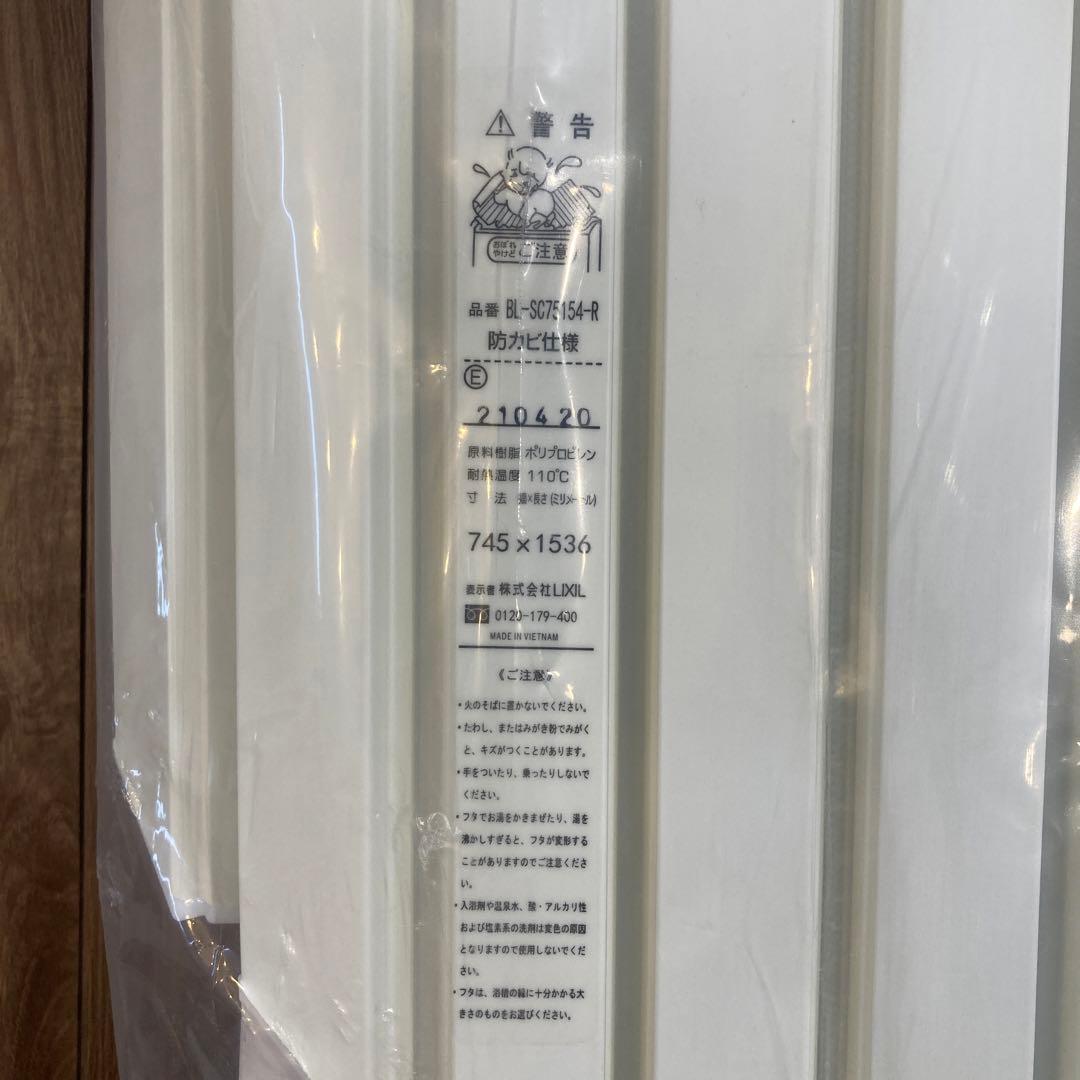 ⚠ 警告
おぼれ
やけど ご注意
品番 BL-SC75154-R
防カビ仕様
Ⓔ
210420
原料樹脂 ポリプロピレン
耐熱温度 110℃
寸 法 幅×長さ(ミリメートル)
745×1536
表示者 株式会社LIXIL
0120-179-400
MADE IN VIETNAM
《ご注意》
・火のそばに置かないでください。
・たわし、またはみがき粉でみがく
と、キズがつくことがあります。
・手をついたり、乗ったりしないで
ください。
・フタでお湯をかきまぜたり、湯を
沸かしすぎると、フタが変形する
ことがありますのでご注意くださ
い。
・入浴剤や温泉水、酸・アルカリ性
および塩素系の洗剤は変色の原因
となりますので使用しないでくだ
さい。
・フタは、浴槽の縁に十分かかる大
きさのものをお選びください。